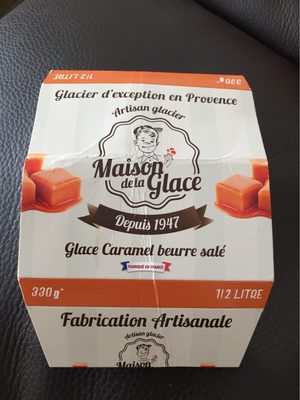 1/2 LITRE
330g*
Glacier d'exception en Provence
Artisan glacier
Maison
de la Glace
Depuis 1947
Glace Caramel beurre salé
FABRIQUÉ EN FRANCE
330g*
1/2 LITRE
Fabrication Artisanale
Artisan glacier
Maison